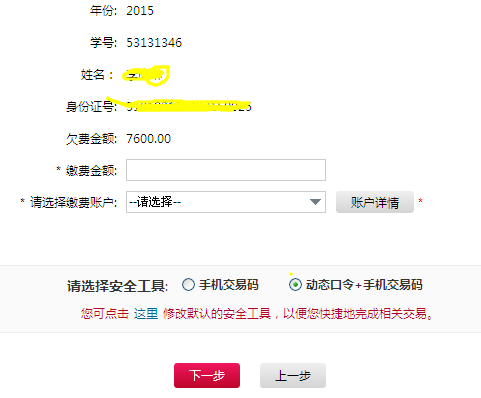 年份: 2015
学号: 53131346
姓名：
身份证号:
欠费金额: 7600.00
* 缴费金额:
* 请选择缴费账户: --请选择-- 账户详情 *
请选择安全工具: 手机交易码 动态口令+手机交易码
您可点击 这里 修改默认的安全工具，以便您快捷地完成相关交易。
下一步 上一步